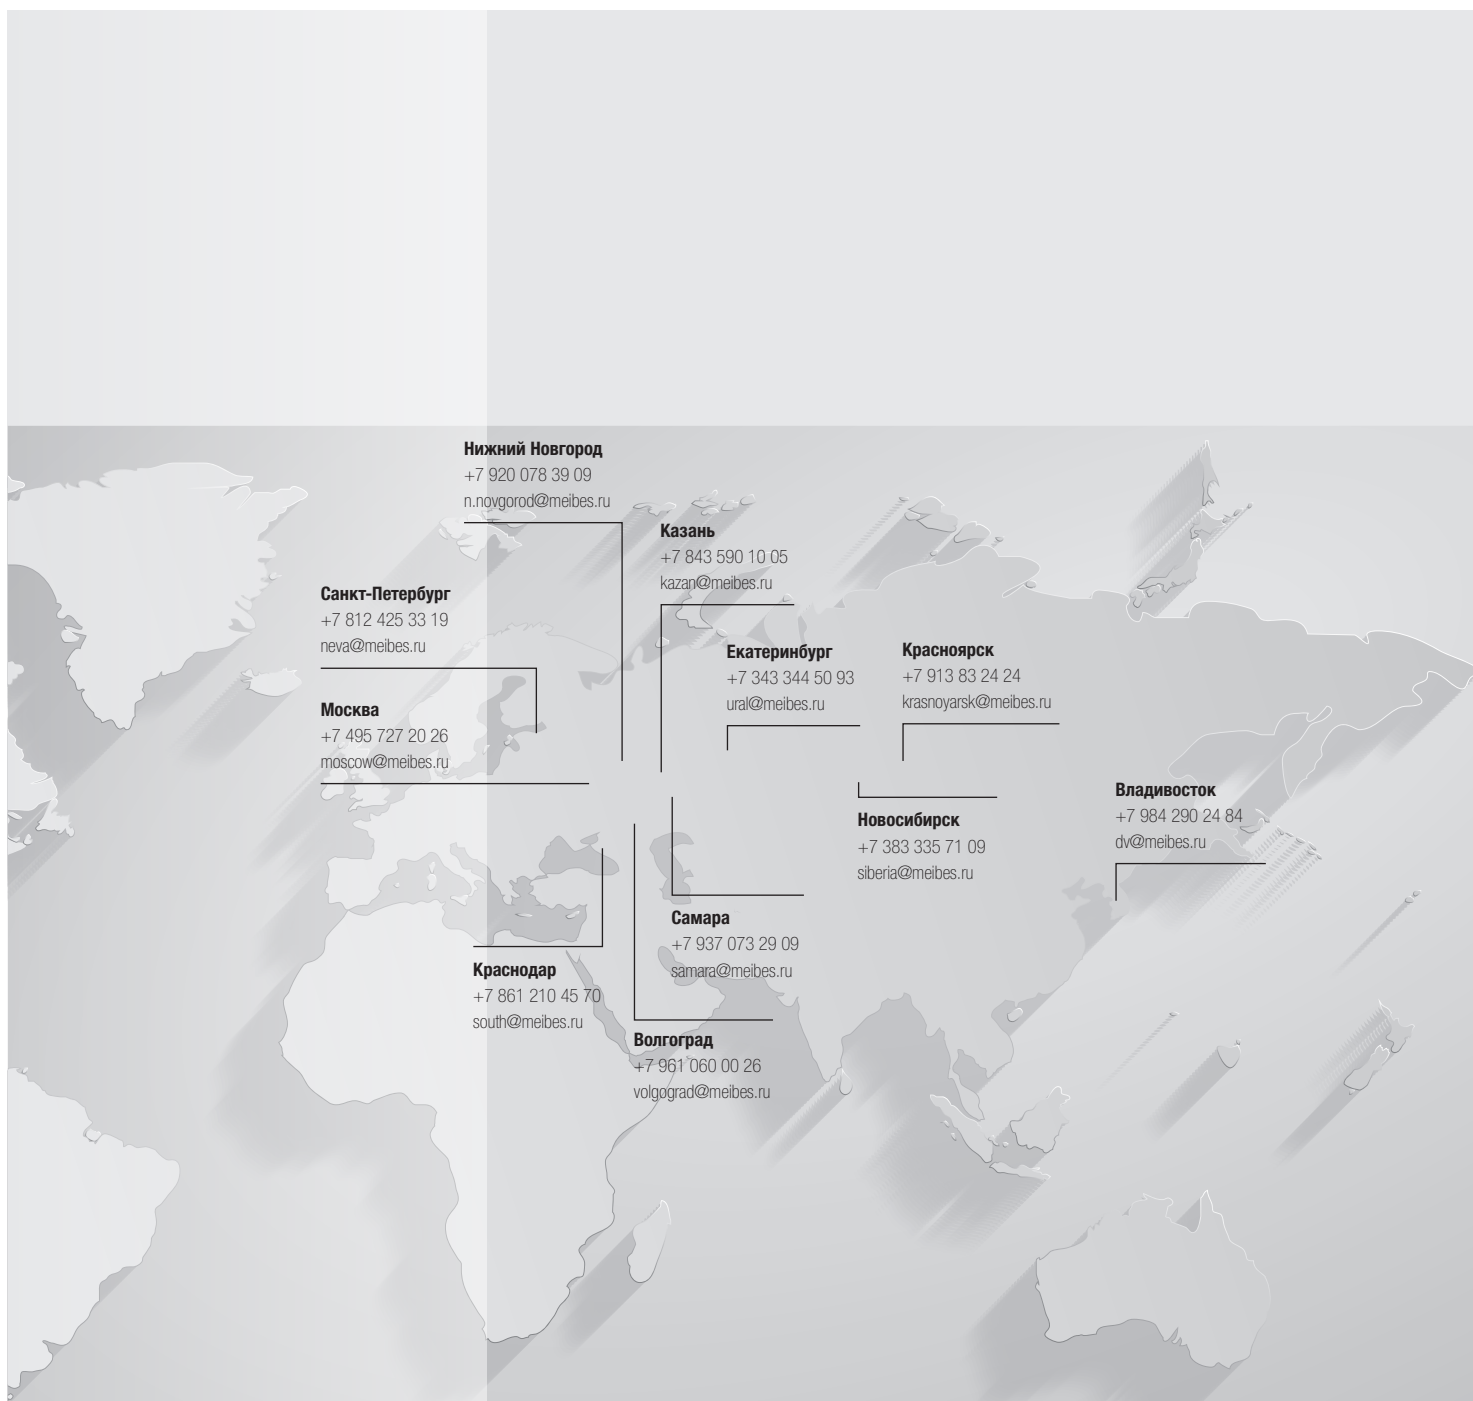 Нижний Новгород
+7 920 078 39 09
n.novgorod@meibes.ru
Казань
+7 843 590 10 05
kazan@meibes.ru
Санкт-Петербург
+7 812 425 33 19
neva@meibes.ru
Екатеринбург
+7 343 344 50 93
ural@meibes.ru
Красноярск
+7 913 83 24 24
krasnoyarsk@meibes.ru
Москва
+7 495 727 20 26
moscow@meibes.ru
Владивосток
+7 984 290 24 84
dv@meibes.ru
Новосибирск
+7 383 335 71 09
siberia@meibes.ru
Самара
+7 937 073 29 09
samara@meibes.ru
Краснодар
+7 861 210 45 70
south@meibes.ru
Волгоград
+7 961 060 00 26
volgograd@meibes.ru